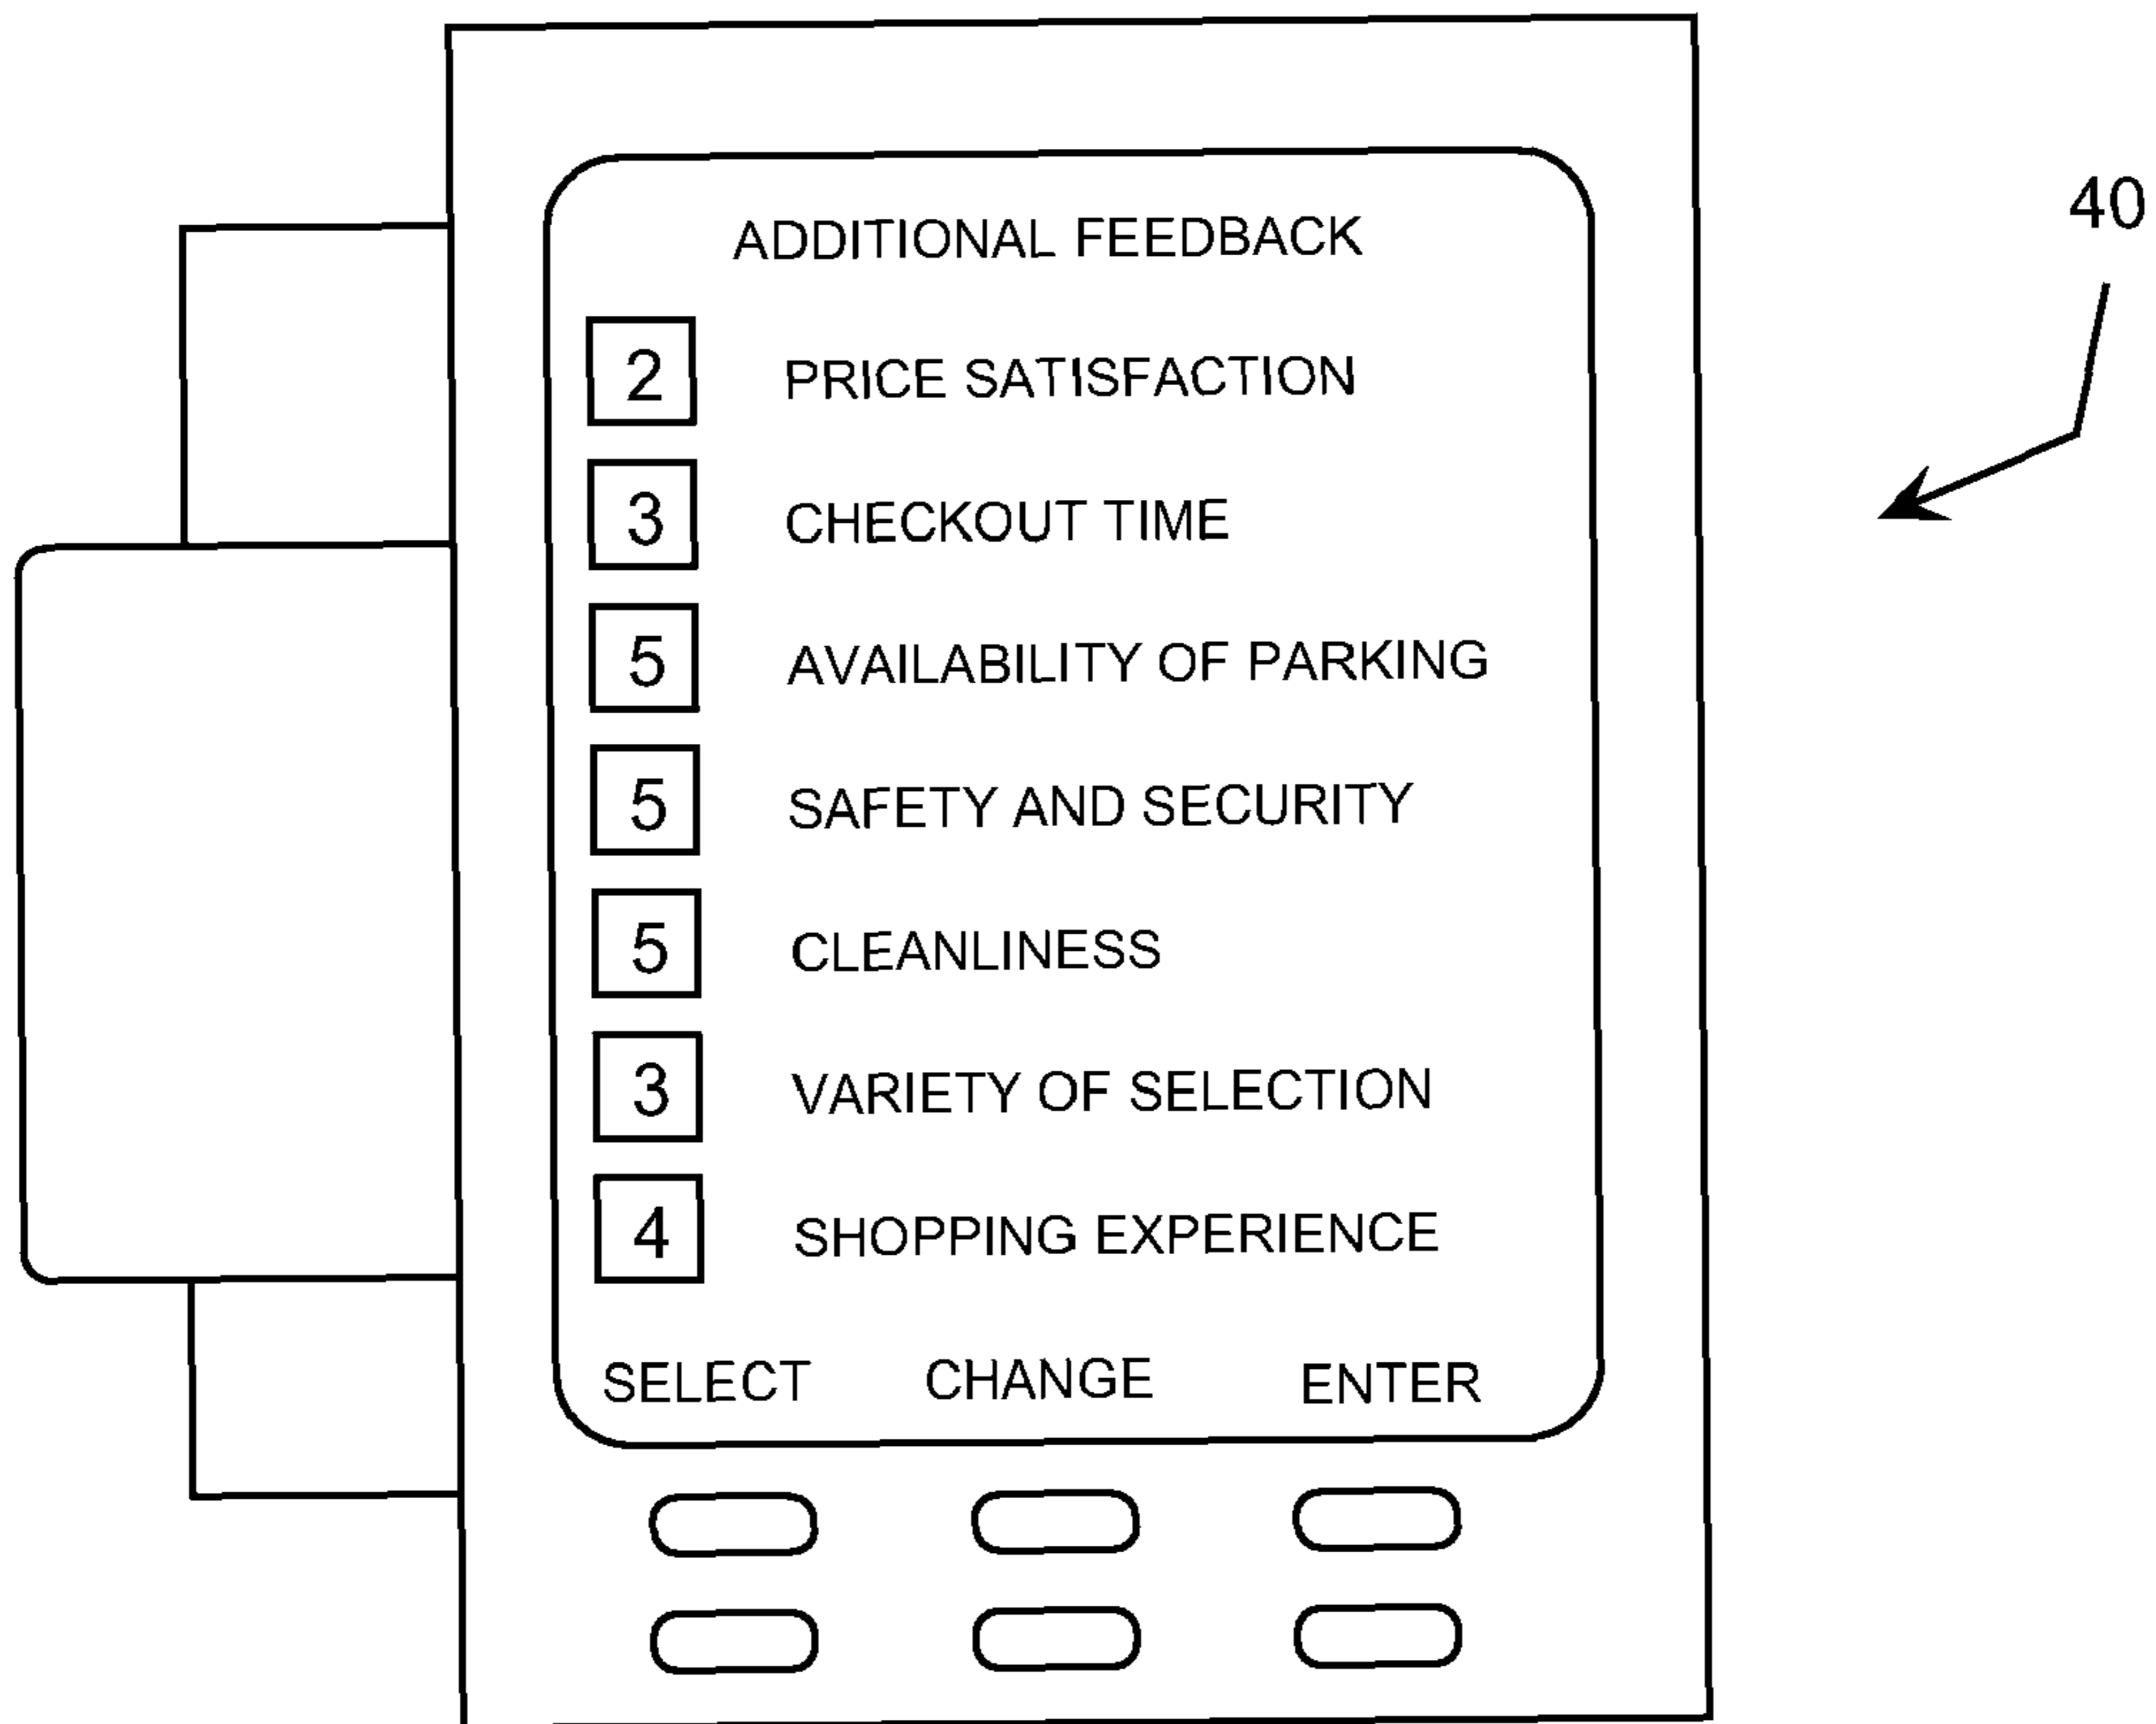 ADDITIONAL FEEDBACK
40
2 PRICE SATISFACTION
3 CHECKOUT TIME
5 AVAILABILITY OF PARKING
5 SAFETY AND SECURITY
5 CLEANLINESS
3 VARIETY OF SELECTION
4 SHOPPING EXPERIENCE
SELECT CHANGE ENTER